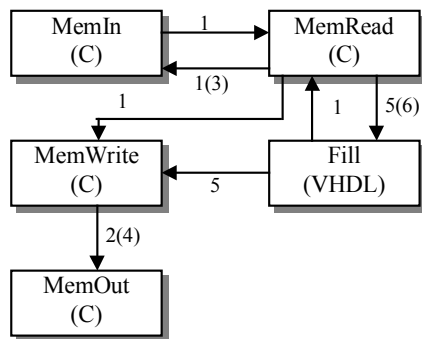 MemIn
(C)
1
MemRead
(C)
1(3)
1
5(6)
1
MemWrite
(C)
5
Fill
(VHDL)
2(4)
MemOut
(C)